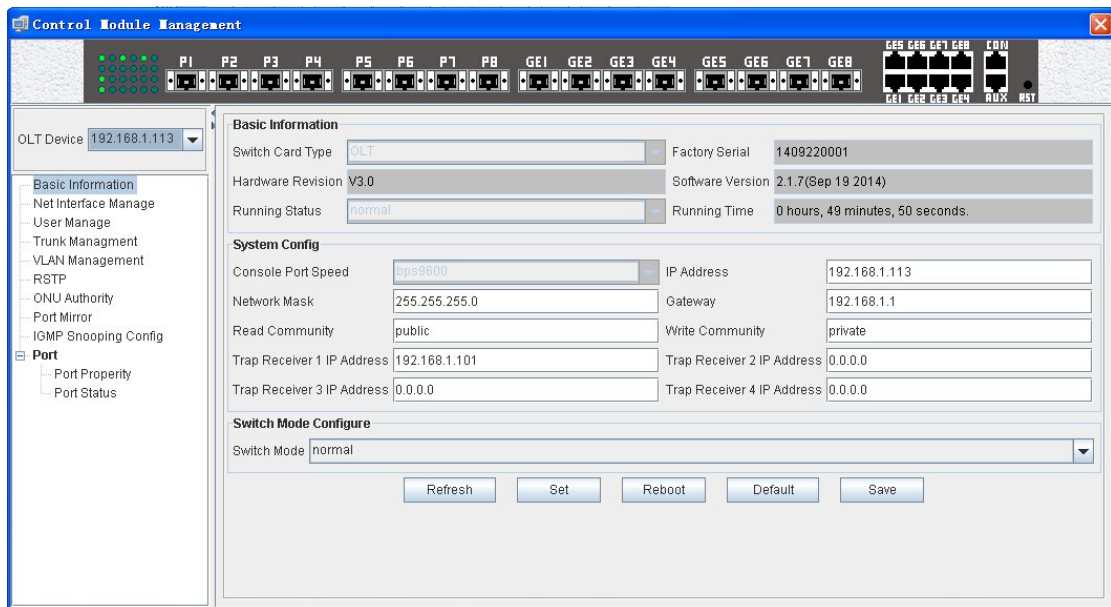 Control Module Management
GE5 GE6 GE7 GE8 CON
P1 P2 P3 P4 P5 P6 P7 P8 GE1 GE2 GE3 GE4 GE5 GE6 GE7 GE8
GE1 GE2 GE3 GE4 AUX RST
OLT Device 192.168.1.113
Basic Information
Net Interface Manage
User Manage
Trunk Managment
VLAN Management
RSTP
ONU Authority
Port Mirror
IGMP Snooping Config
Port
Port Properity
Port Status
Basic Information
Switch Card Type OLT Factory Serial 1409220001
Hardware Revision V3.0 Software Version 2.1.7(Sep 19 2014)
Running Status normal Running Time 0 hours, 49 minutes, 50 seconds.
System Config
Console Port Speed bps9600 IP Address 192.168.1.113
Network Mask 255.255.255.0 Gateway 192.168.1.1
Read Community public Write Community private
Trap Receiver 1 IP Address 192.168.1.101 Trap Receiver 2 IP Address 0.0.0.0
Trap Receiver 3 IP Address 0.0.0.0 Trap Receiver 4 IP Address 0.0.0.0
Switch Mode Configure
Switch Mode normal
Refresh Set Reboot Default Save